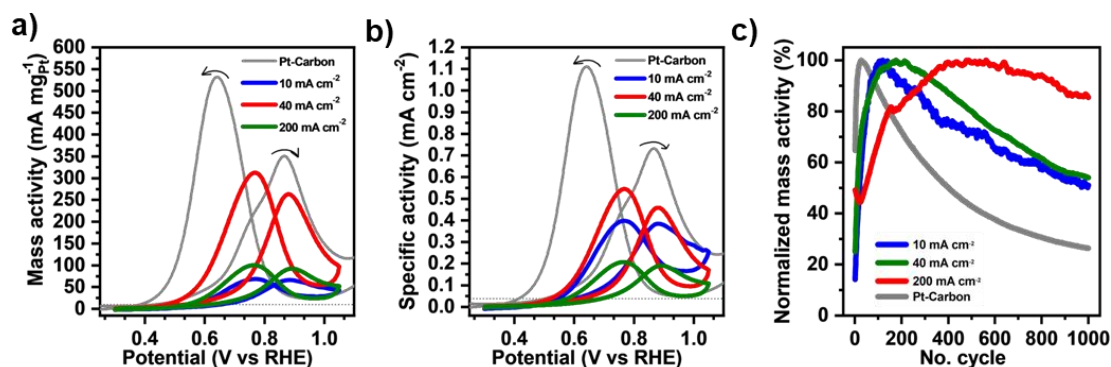 a)
Mass activity (mA mg⁻¹Pt)
600
550
500
450
400
350
300
250
200
150
100
50
0
0.4 0.6 0.8 1.0
Potential (V vs RHE)
Pt-Carbon
10 mA cm⁻²
40 mA cm⁻²
200 mA cm⁻²
b)
Specific activity (mA cm⁻²)
1.2
1.1
1.0
0.9
0.8
0.7
0.6
0.5
0.4
0.3
0.2
0.1
0.0
0.4 0.6 0.8 1.0
Potential (V vs RHE)
Pt-Carbon
10 mA cm⁻²
40 mA cm⁻²
200 mA cm⁻²
c)
Normalized mass activity (%)
100
80
60
40
20
0
0 200 400 600 800 1000
No. cycle
10 mA cm⁻²
40 mA cm⁻²
200 mA cm⁻²
Pt-Carbon